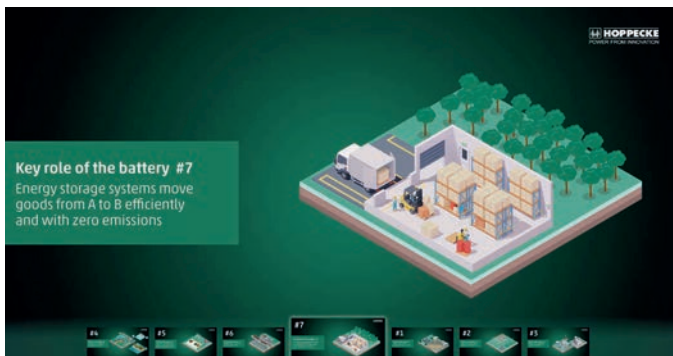 HOPPECKE
POWER FROM INNOVATION
Key role of the battery #7
Energy storage systems move
goods from A to B efficiently
and with zero emissions
#4
#5
#6
#7
#1
#2
#3